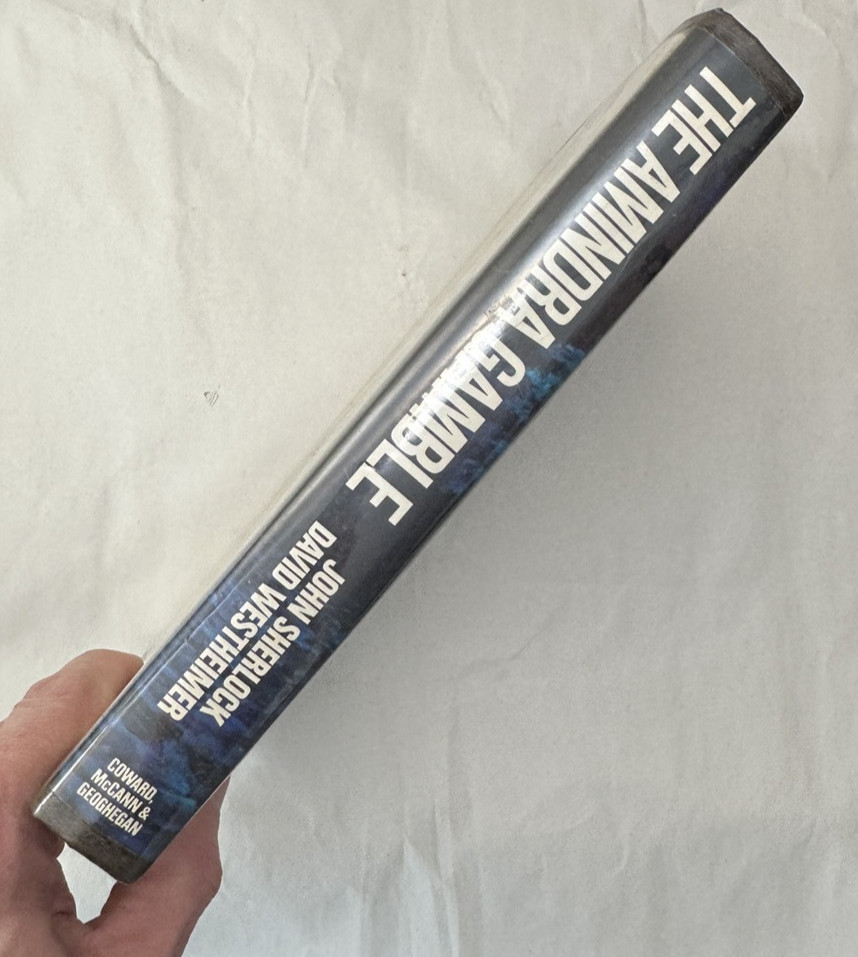 THE AMINDRA GAMBLE
JOHN SHERLOCK
DAVID WESTHEIMER
COWARD,
McCANN &
GEOGHEGAN